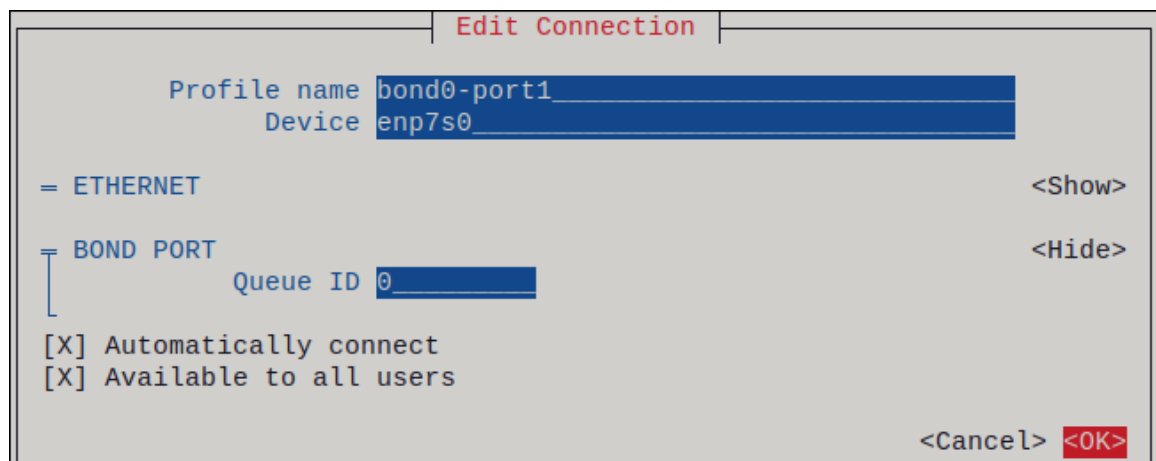 Edit Connection
Profile name bond0-port1
Device enp7s0
= ETHERNET <Show>
BOND PORT <Hide>
Queue ID 0
[X] Automatically connect
[X] Available to all users
<Cancel> <OK>